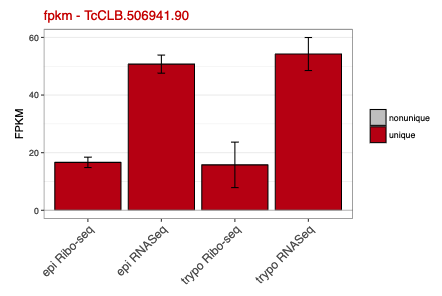 fpkm - TcCLB.506941.90
60
40
20
0
FPKM
epi Ribo-seq
epi RNASeq
trypo Ribo-seq
trypo RNASeq
nonunique
unique